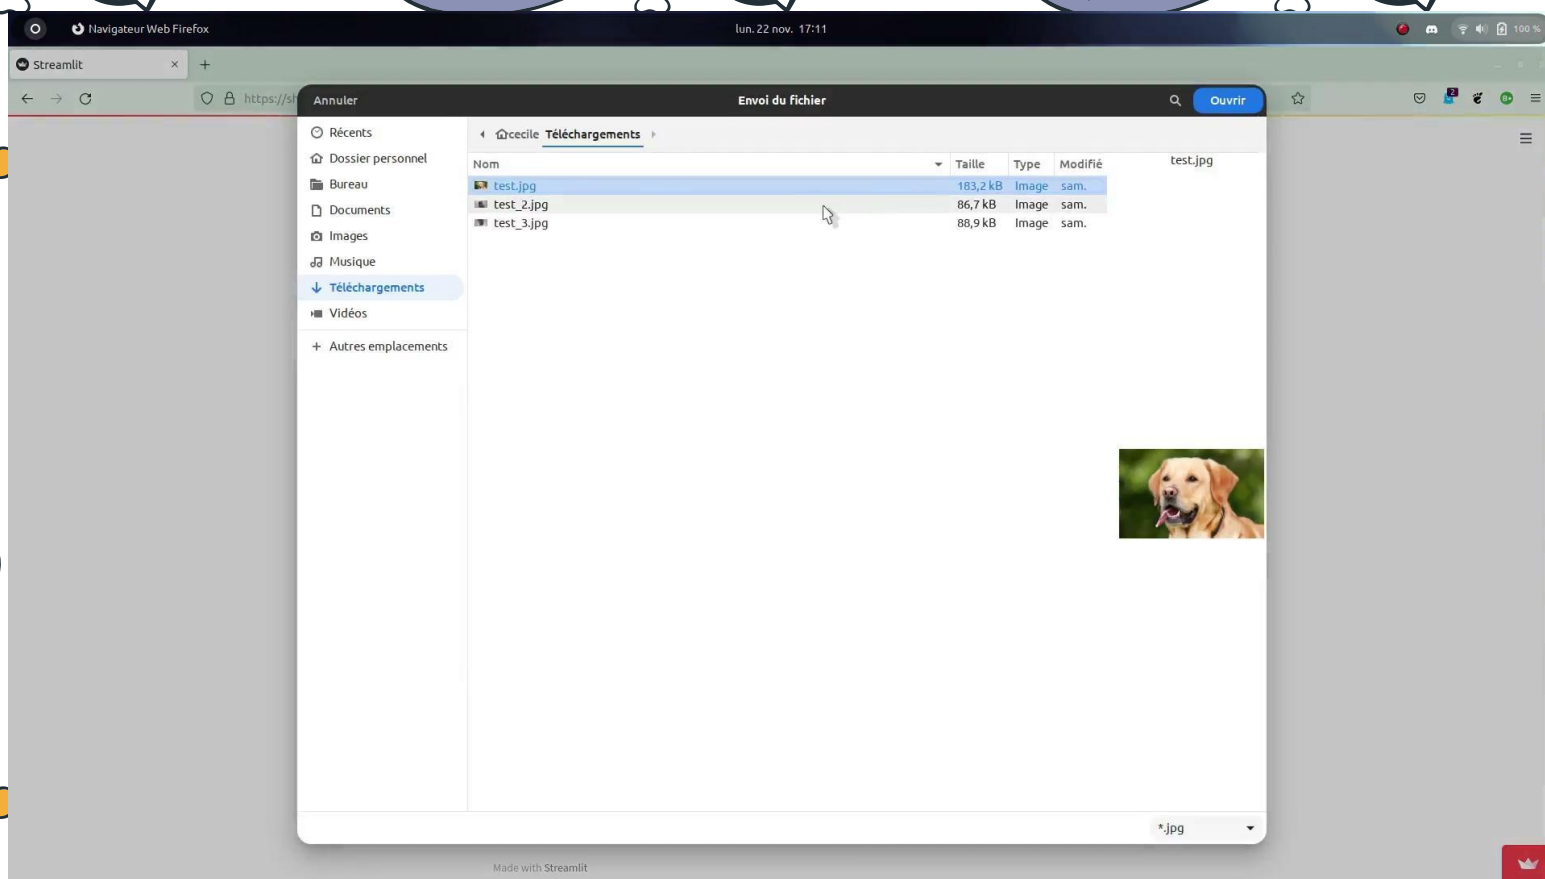 Navigateur Web Firefox
lun. 22 nov. 17:11
100 %
Streamlit
https://sh
Annuler
Envoi du fichier
Ouvrir
2
Récents
Dossier personnel
Bureau
Documents
Images
Musique
Téléchargements
Vidéos
Autres emplacements
cecile Téléchargements
Nom Taille Type Modifié
test.jpg 183,2 kB Image sam.
test_2.jpg 86,7 kB Image sam.
test_3.jpg 88,9 kB Image sam.
test.jpg
*.jpg
Made with Streamlit